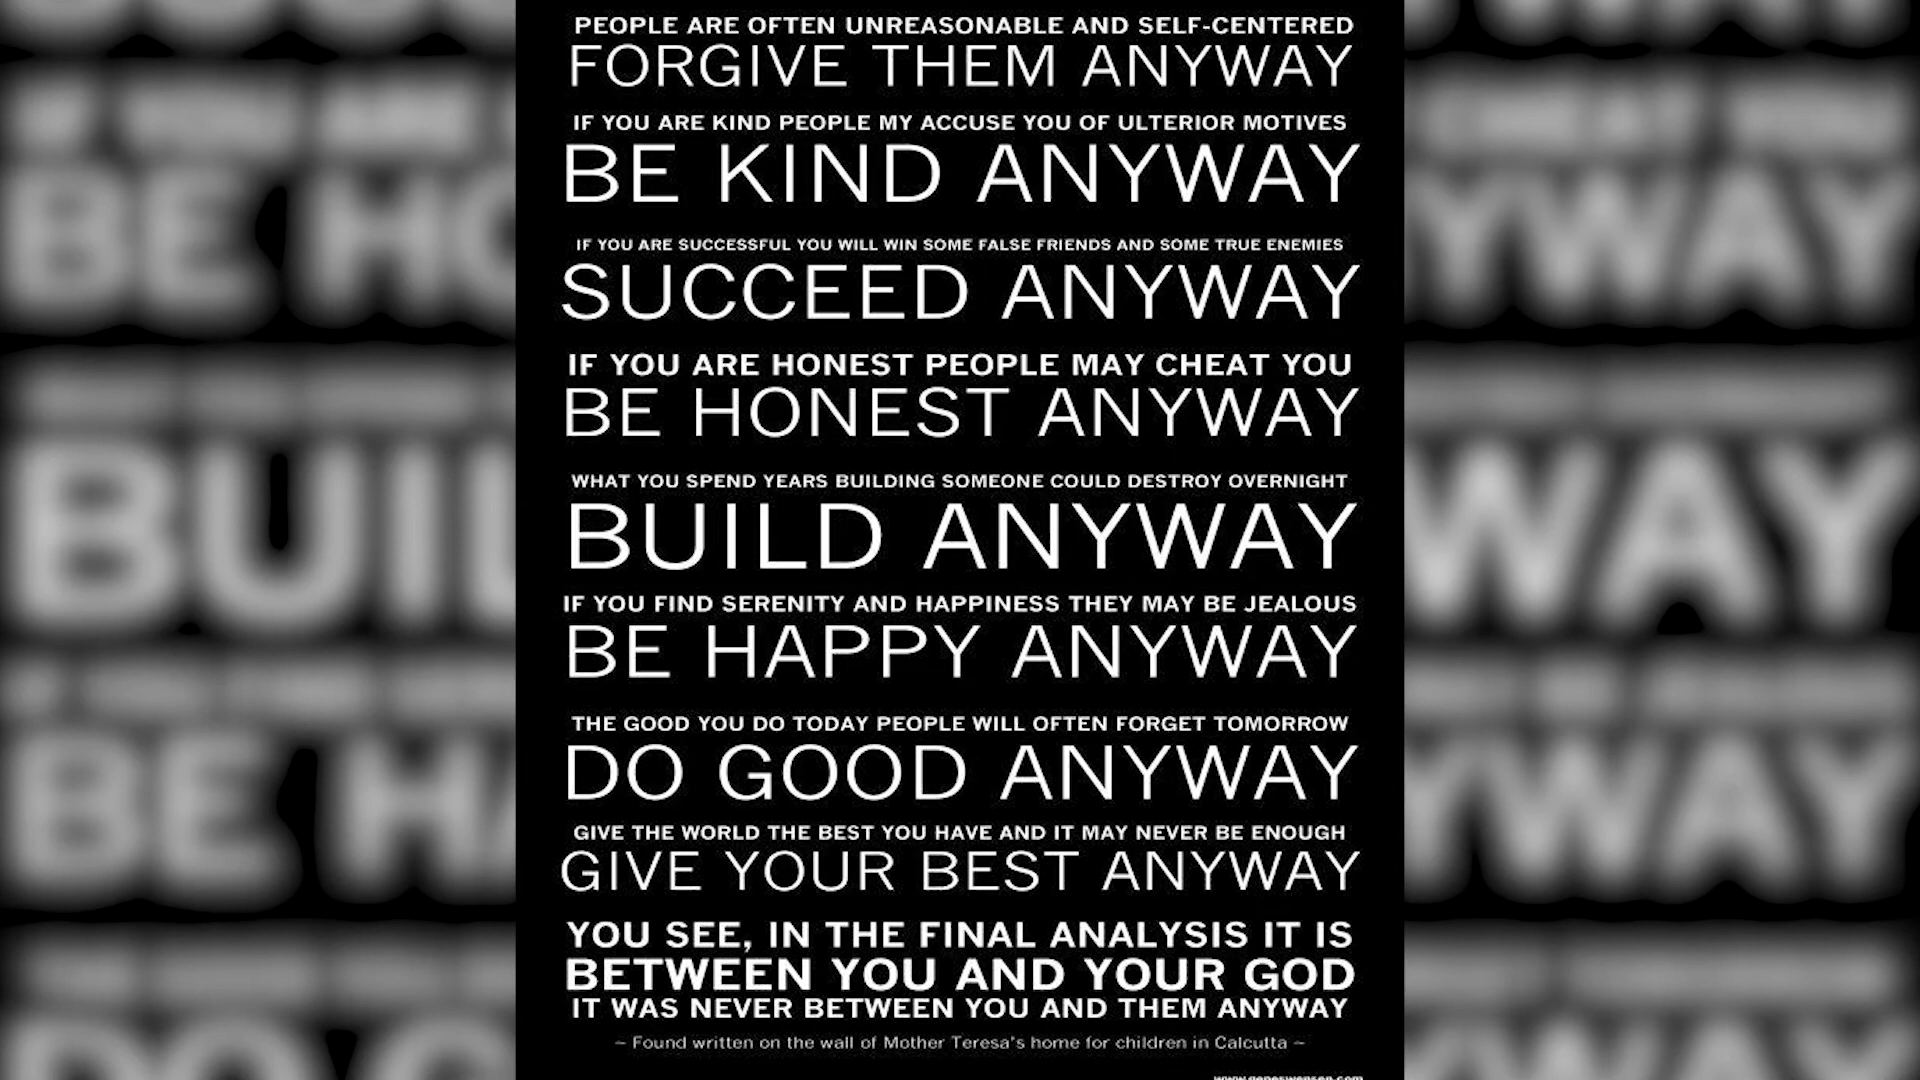 PEOPLE ARE OFTEN UNREASONABLE AND SELF-CENTERED
FORGIVE THEM ANYWAY
IF YOU ARE KIND PEOPLE MY ACCUSE YOU OF ULTERIOR MOTIVES
BE KIND ANYWAY
IF YOU ARE SUCCESSFUL YOU WILL WIN SOME FALSE FRIENDS AND SOME TRUE ENEMIES
SUCCEED ANYWAY
IF YOU ARE HONEST PEOPLE MAY CHEAT YOU
BE HONEST ANYWAY
WHAT YOU SPEND YEARS BUILDING SOMEONE COULD DESTROY OVERNIGHT
BUILD ANYWAY
IF YOU FIND SERENITY AND HAPPINESS THEY MAY BE JEALOUS
BE HAPPY ANYWAY
THE GOOD YOU DO TODAY PEOPLE WILL OFTEN FORGET TOMORROW
DO GOOD ANYWAY
GIVE THE WORLD THE BEST YOU HAVE AND IT MAY NEVER BE ENOUGH
GIVE YOUR BEST ANYWAY
YOU SEE, IN THE FINAL ANALYSIS IT IS
BETWEEN YOU AND YOUR GOD
IT WAS NEVER BETWEEN YOU AND THEM ANYWAY
~ Found written on the wall of Mother Teresa's home for children in Calcutta ~